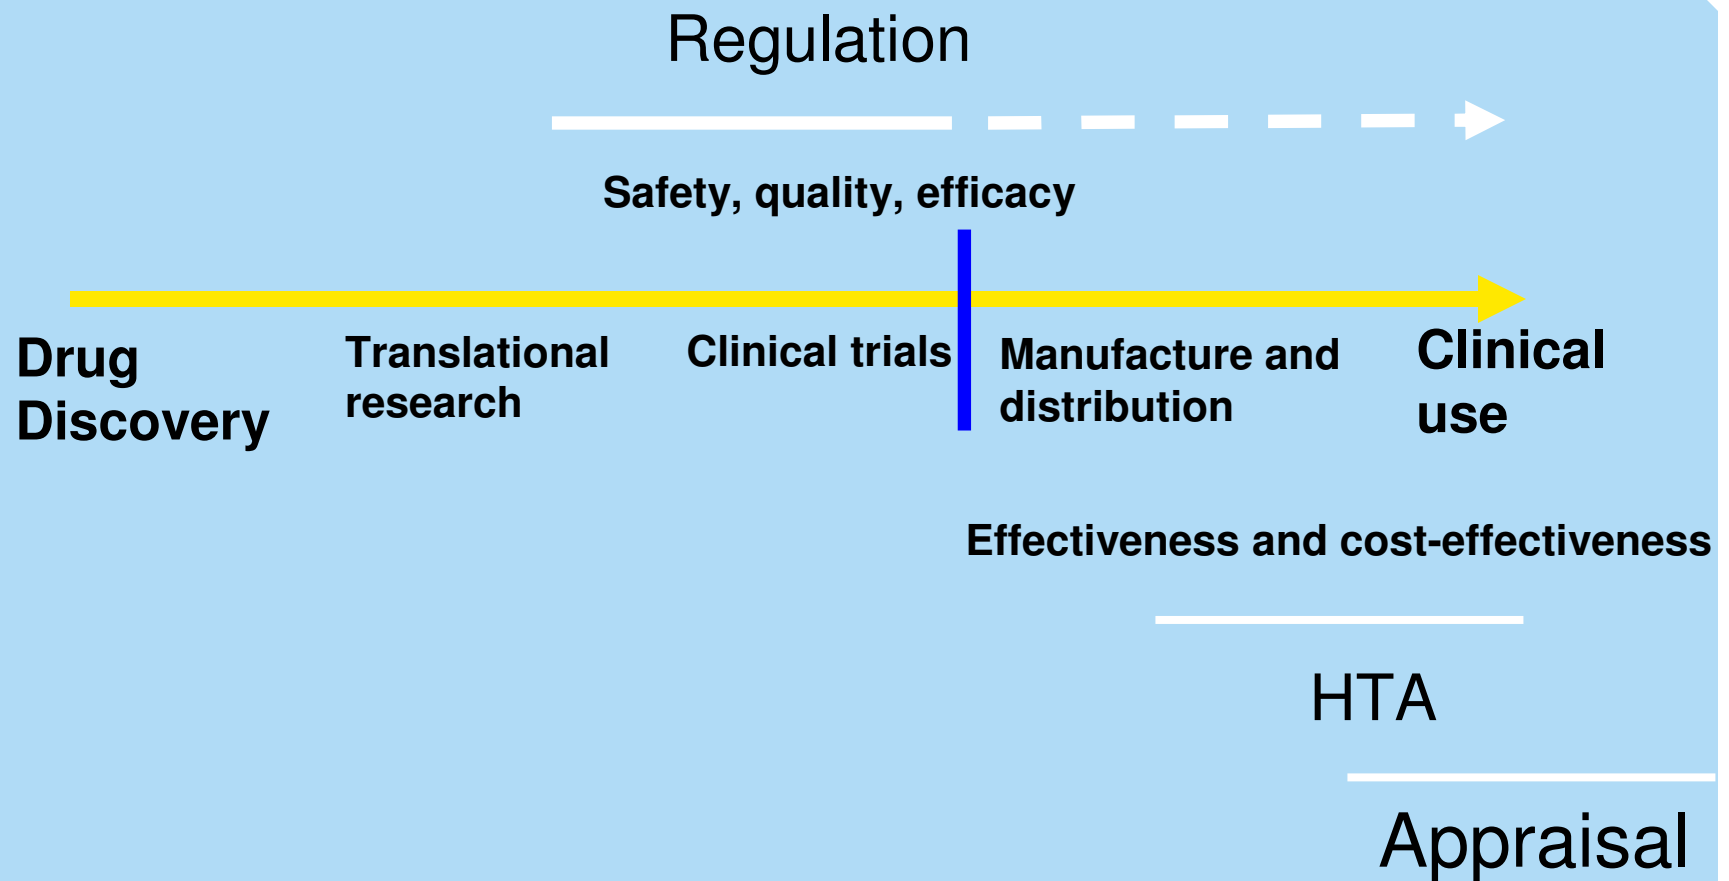 Regulation
Safety, quality, efficacy
Drug
Discovery
Translational
research
Clinical trials
Manufacture and
distribution
Clinical
use
Effectiveness and cost-effectiveness
HTA
Appraisal